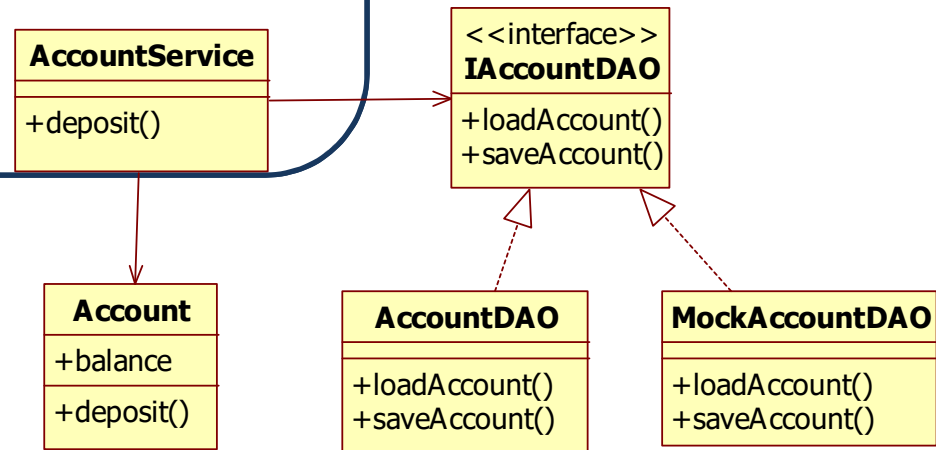 AccountService
+deposit()
<<interface>>
IAccountDAO
+loadAccount()
+saveAccount()
Account
+balance
+deposit()
AccountDAO
+loadAccount()
+saveAccount()
MockAccountDAO
+loadAccount()
+saveAccount()